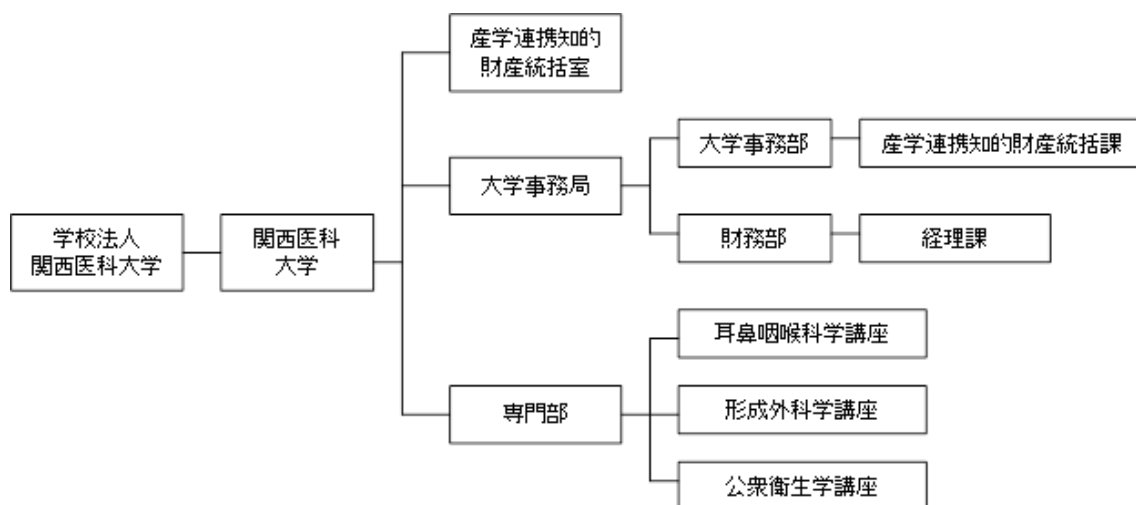 産学連携知的
財産統括室
大学事務部
産学連携知的財産統括課
大学事務局
学校法人
関西医科大学
関西医科
大学
財務部
経理課
耳鼻咽喉科学講座
専門部
形成外科学講座
公衆衛生学講座